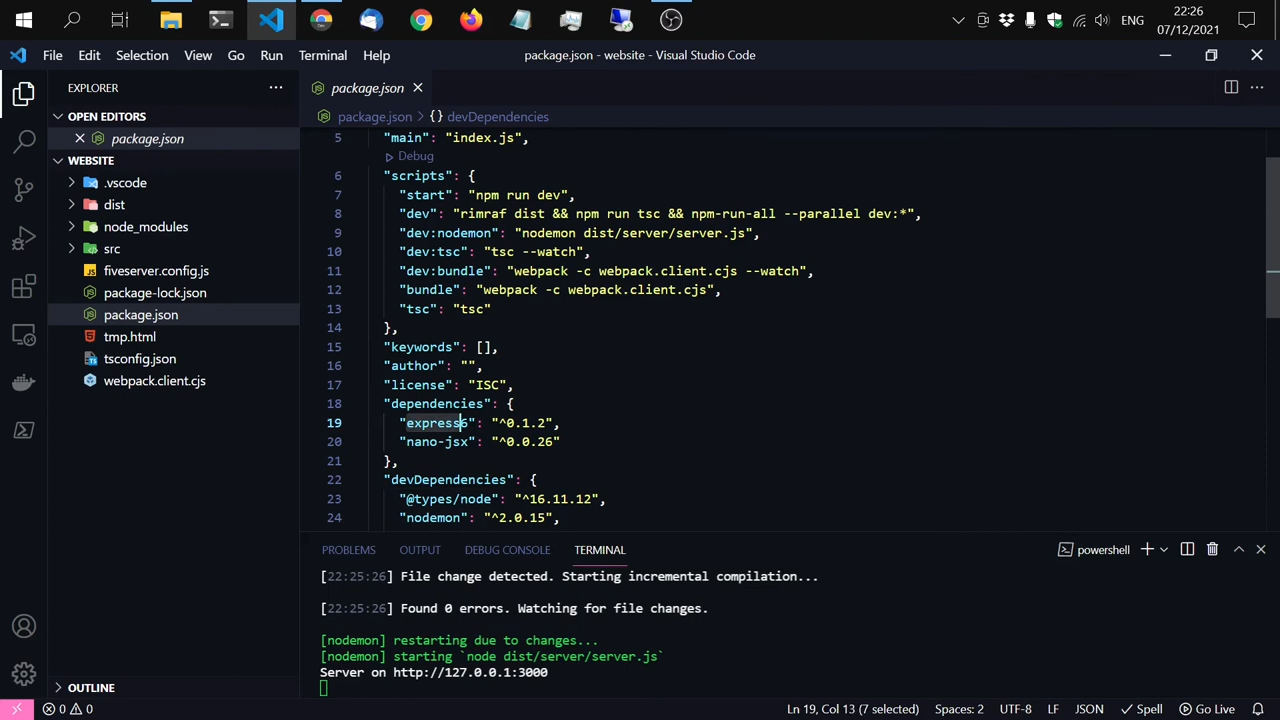 ENG
22:26
07/12/2021
File Edit Selection View Go Run Terminal Help
package.json - website - Visual Studio Code
EXPLORER
OPEN EDITORS
package.json
WEBSITE
.vscode
dist
node_modules
src
fiveserver.config.js
package-lock.json
package.json
tmp.html
tsconfig.json
webpack.client.cjs
OUTLINE
package.json
package.json > {} devDependencies
5 "main": "index.js",
Debug
6 "scripts": {
7 "start": "npm run dev",
8 "dev": "rimraf dist && npm run tsc && npm-run-all --parallel dev:*",
9 "dev:nodemon": "nodemon dist/server/server.js",
10 "dev:tsc": "tsc --watch",
11 "dev:bundle": "webpack -c webpack.client.cjs --watch",
12 "bundle": "webpack -c webpack.client.cjs",
13 "tsc": "tsc"
14 },
15 "keywords": [],
16 "author": "",
17 "license": "ISC",
18 "dependencies": {
19 "express6": "^0.1.2",
20 "nano-jsx": "^0.0.26"
21 },
22 "devDependencies": {
23 "@types/node": "^16.11.12",
24 "nodemon": "^2.0.15",
PROBLEMS OUTPUT DEBUG CONSOLE TERMINAL
powershell
[22:25:26] File change detected. Starting incremental compilation...
[22:25:26] Found 0 errors. Watching for file changes.
[nodemon] restarting due to changes...
[nodemon] starting `node dist/server/server.js`
Server on http://127.0.0.1:3000
0 0
Ln 19, Col 13 (7 selected) Spaces: 2 UTF-8 LF JSON Spell Go Live